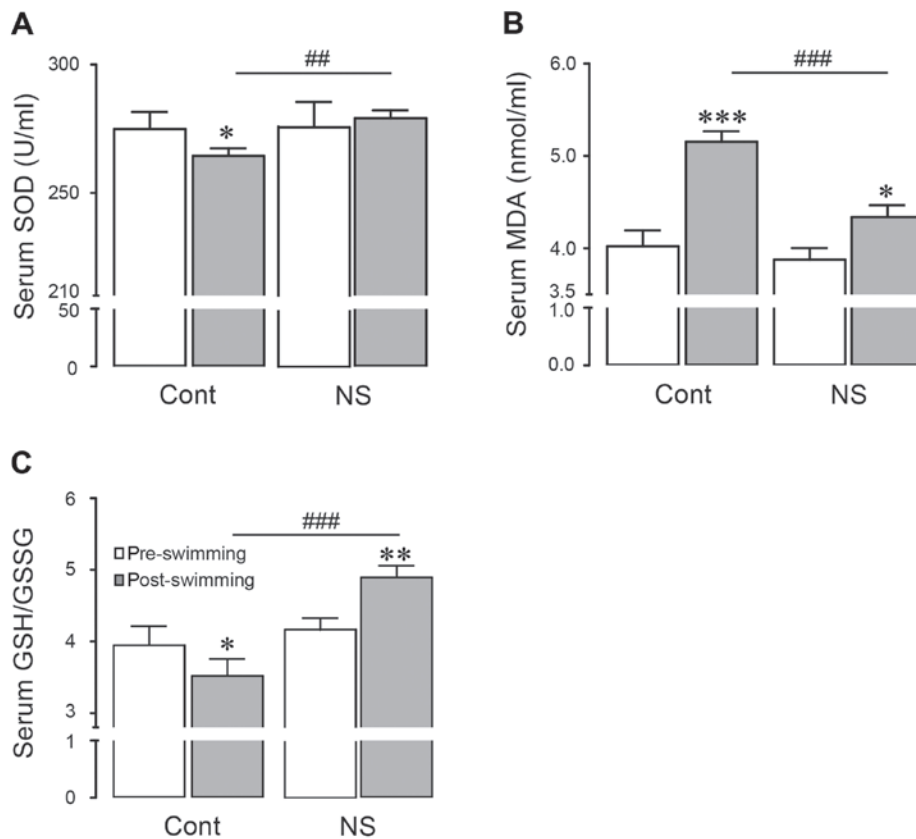 A
Serum SOD (U/ml)
300
250
210
50
0
##
*
Cont
NS
B
Serum MDA (nmol/ml)
6.0
5.0
4.0
3.5
1.0
0.0
###
***
*
Cont
NS
C
Serum GSH/GSSG
6
5
4
3
1
0
###
Pre-swimming
Post-swimming
**
*
Cont
NS